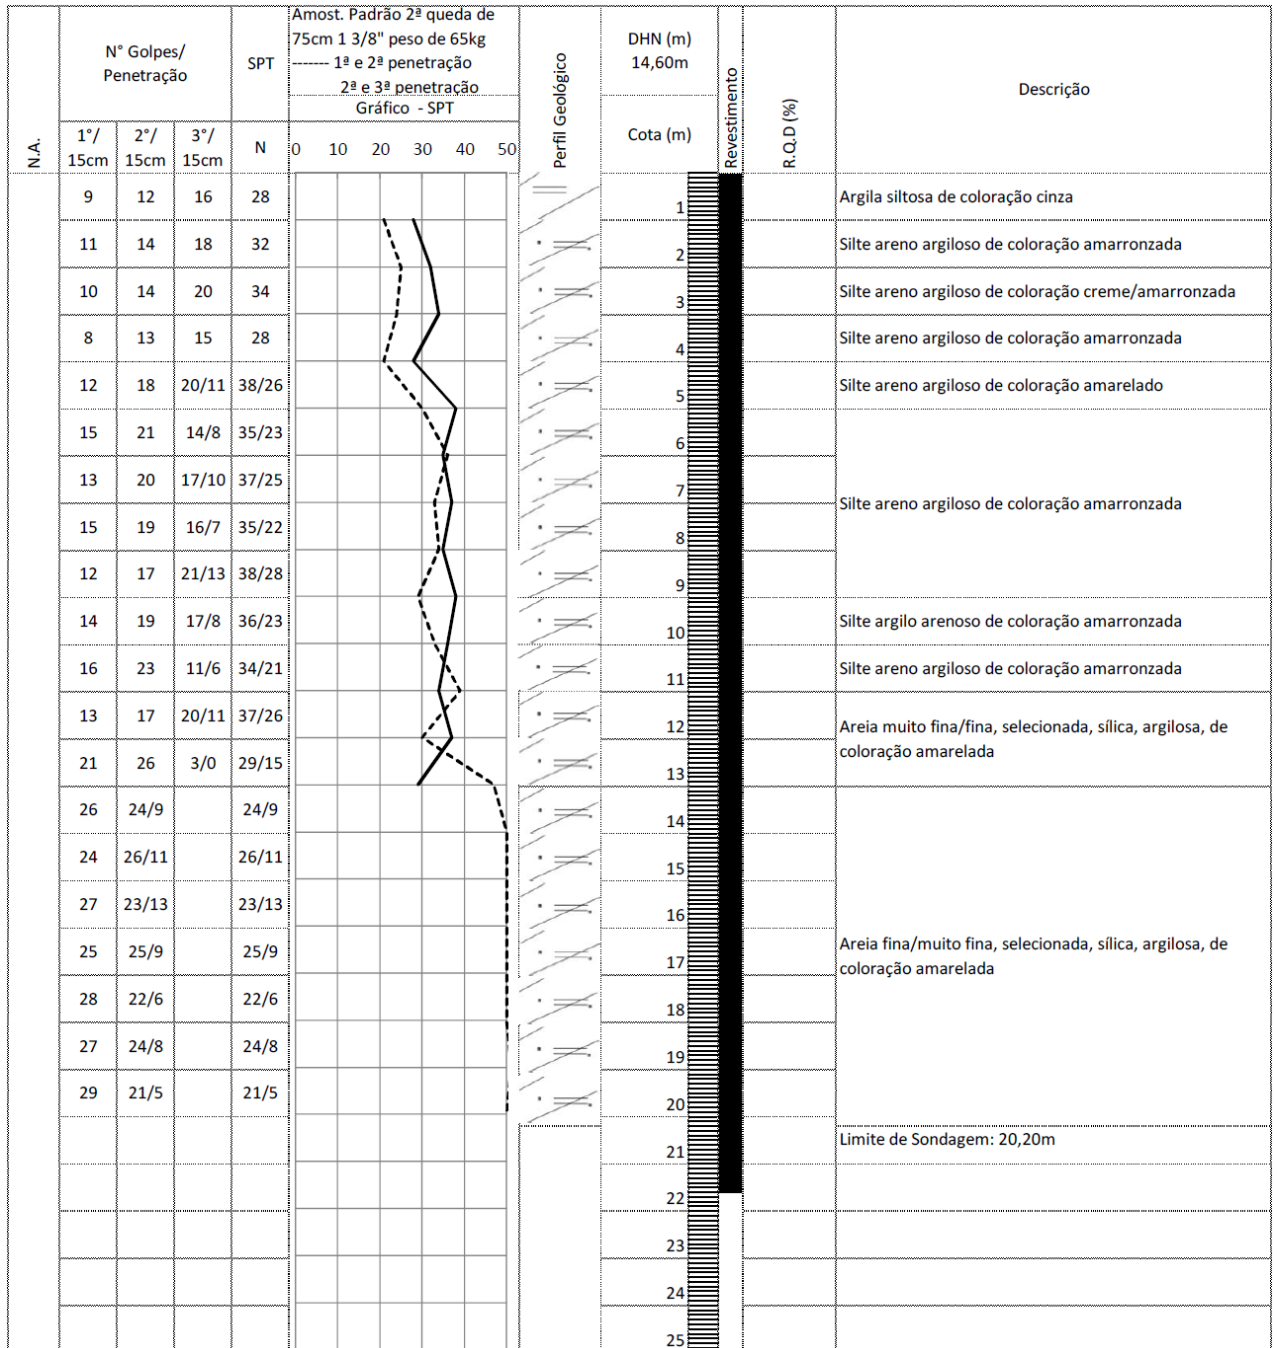 Amost. Padrão 2ª queda de
75cm 1 3/8" peso de 65kg
------- 1ª e 2ª penetração
2ª e 3ª penetração
Gráfico - SPT
N.A.
N° Golpes/
Penetração
SPT
Perfil Geológico
DHN (m)
14,60m
Cota (m)
Revestimento
R.Q.D (%)
Descrição
1°/ 2°/ 3°/
15cm 15cm 15cm
N
0 10 20 30 40 50
9 12 16 28 1 Argila siltosa de coloração cinza
11 14 18 32 2 Silte areno argiloso de coloração amarronzada
10 14 20 34 3 Silte areno argiloso de coloração creme/amarronzada
8 13 15 28 4 Silte areno argiloso de coloração amarronzada
12 18 20/11 38/26 5 Silte areno argiloso de coloração amarelado
15 21 14/8 35/23 6
13 20 17/10 37/25 7
Silte areno argiloso de coloração amarronzada
15 19 16/7 35/22 8
12 17 21/13 38/28 9
14 19 17/8 36/23 10 Silte argilo arenoso de coloração amarronzada
16 23 11/6 34/21 11 Silte areno argiloso de coloração amarronzada
13 17 20/11 37/26 12 Areia muito fina/fina, selecionada, sílica, argilosa, de
coloração amarelada
21 26 3/0 29/15 13
26 24/9 24/9 14
24 26/11 26/11 15
27 23/13 23/13 16
25 25/9 25/9 17 Areia fina/muito fina, selecionada, sílica, argilosa, de
coloração amarelada
28 22/6 22/6 18
27 24/8 24/8 19
29 21/5 21/5 20
21 Limite de Sondagem: 20,20m
22
23
24
25